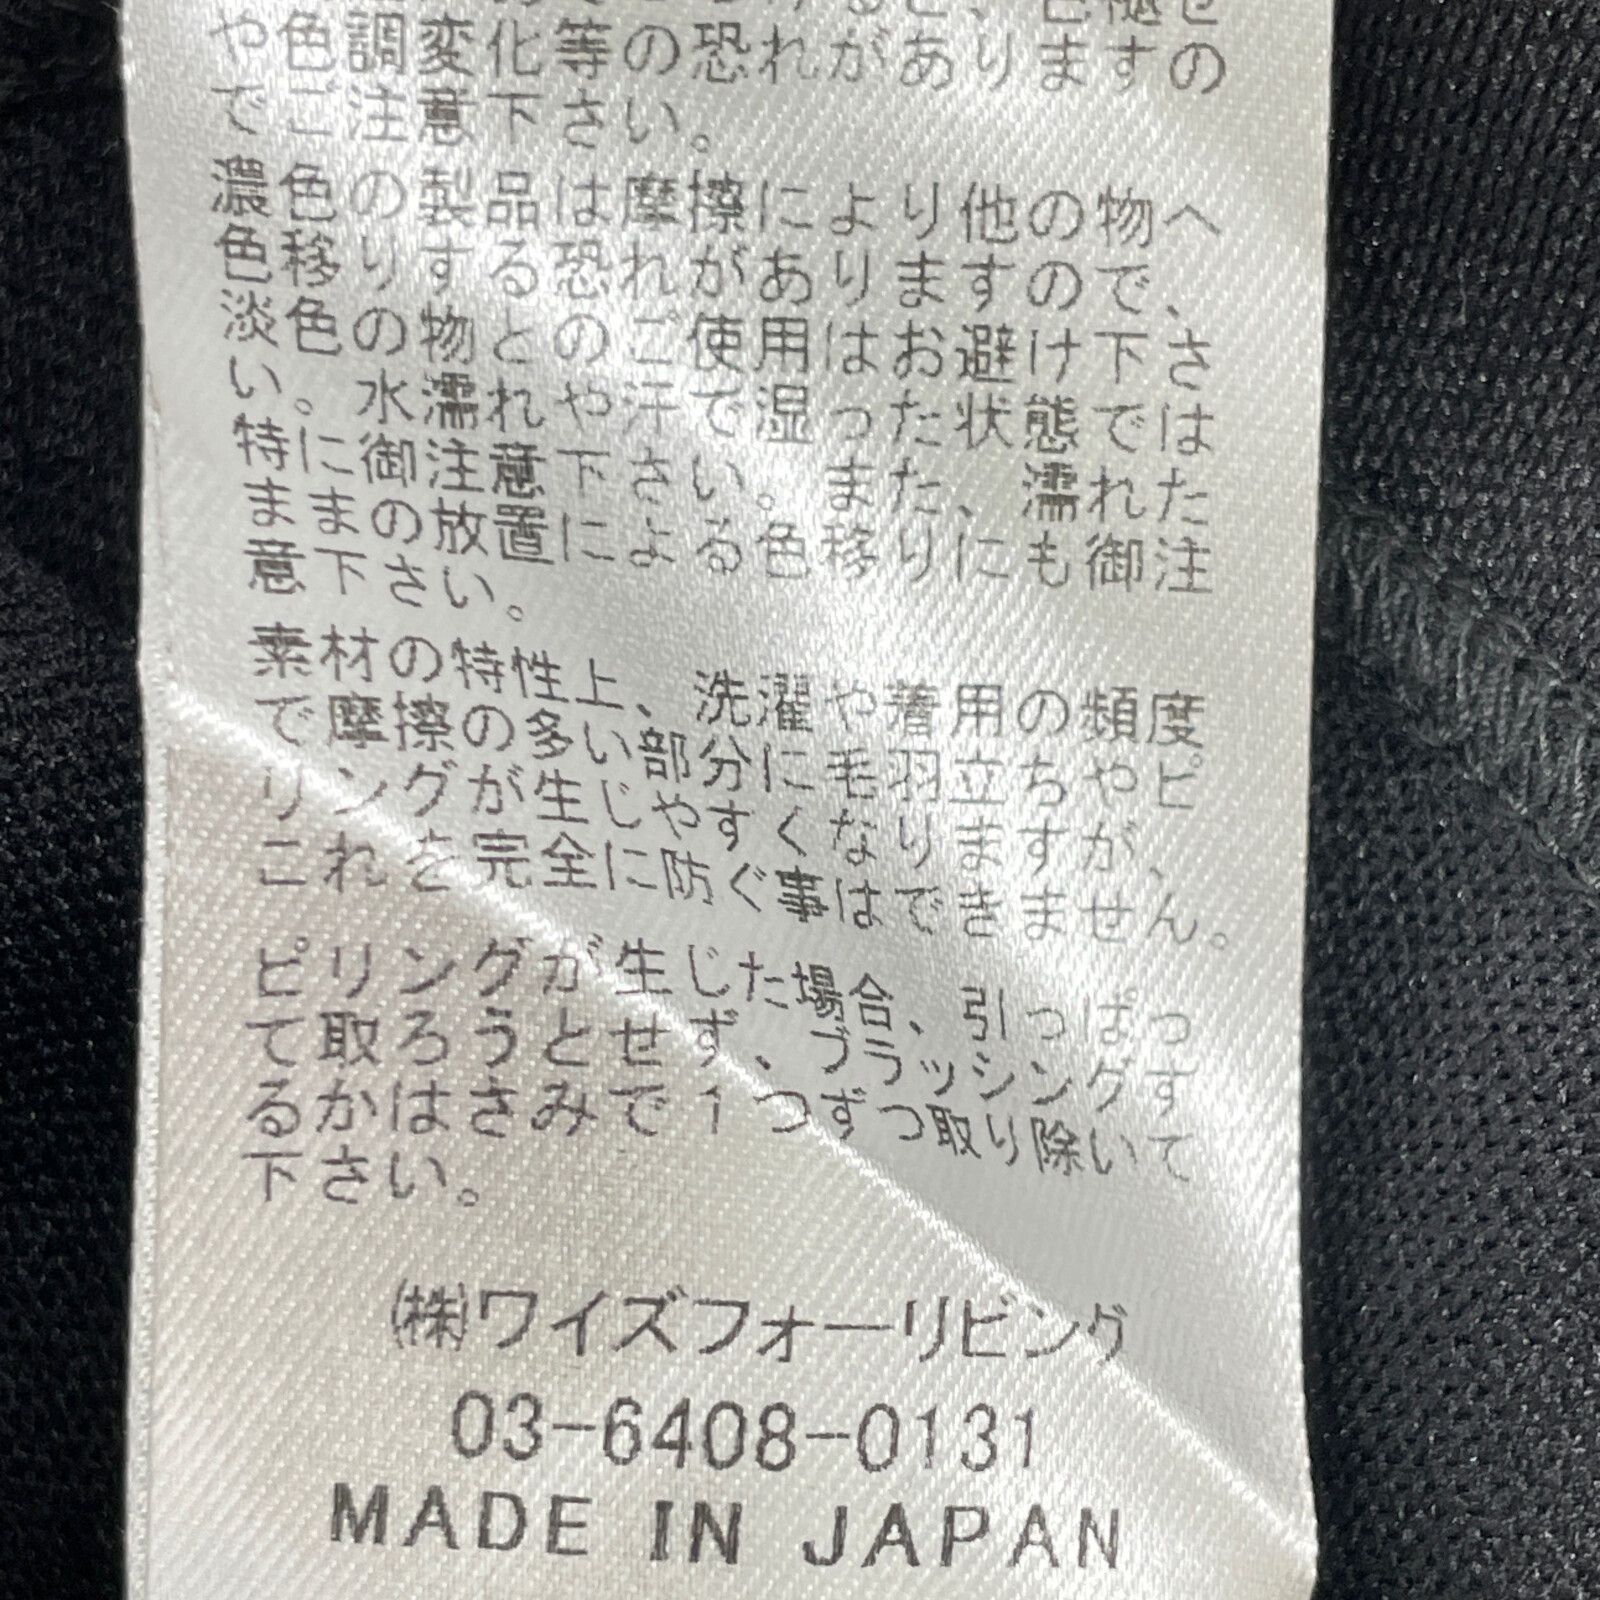 や色調変化等の恐れがありますの
でご注意下さい。
濃色の製品は摩擦により他の物へ
色移りする恐れがありますので、
淡色の物とのご使用はお避け下さ
い。水濡れや汗で湿った状態では
特に御注意下さい。また、濡れた
ままの放置による色移りにも御注
意下さい。
素材の特性上、洗濯や着用の頻度
で摩擦の多い部分に毛羽立ちやピ
リングが生じやすくなりますが、
これを完全に防ぐ事はできません。
ピリングが生じた場合、引っぱっ
て取ろうとせず、ブラッシングす
るかはさみで1つずつ取り除いて
下さい。
㈱ワイズフォーリビング
03-6408-0131
MADE IN JAPAN